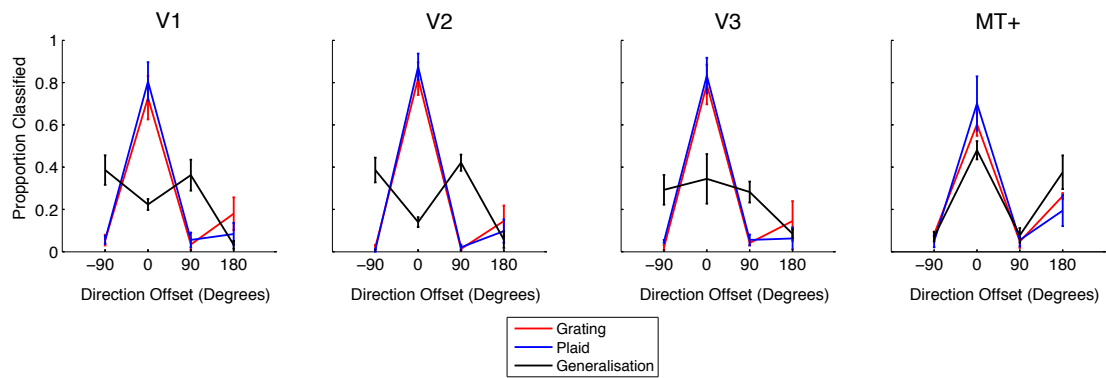 V1 V2 V3 MT+
Propportion Classified
1
0.8
0.6
0.4
0.2
0
−90 0 90 180 −90 0 90 180 −90 0 90 180 −90 0 90 180
Direction Offset (Degrees) Direction Offset (Degrees) Direction Offset (Degrees) Direction Offset (Degrees)
Grating
Plaid
Generalisation